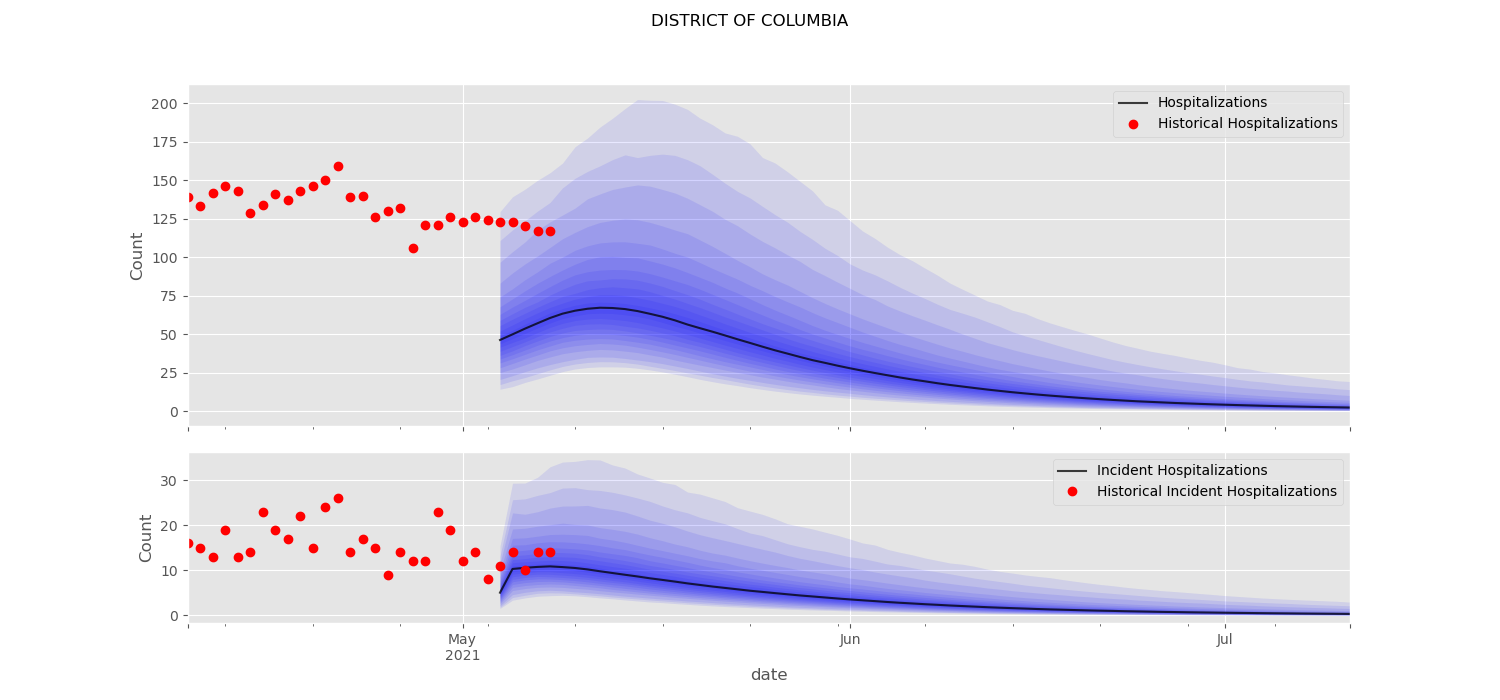 DISTRICT OF COLUMBIA
200
175
150
125
100
75
50
25
0
Count
Hospitalizations
Historical Hospitalizations
30
20
10
0
Count
Incident Hospitalizations
Historical Incident Hospitalizations
May
2021
Jun
Jul
date